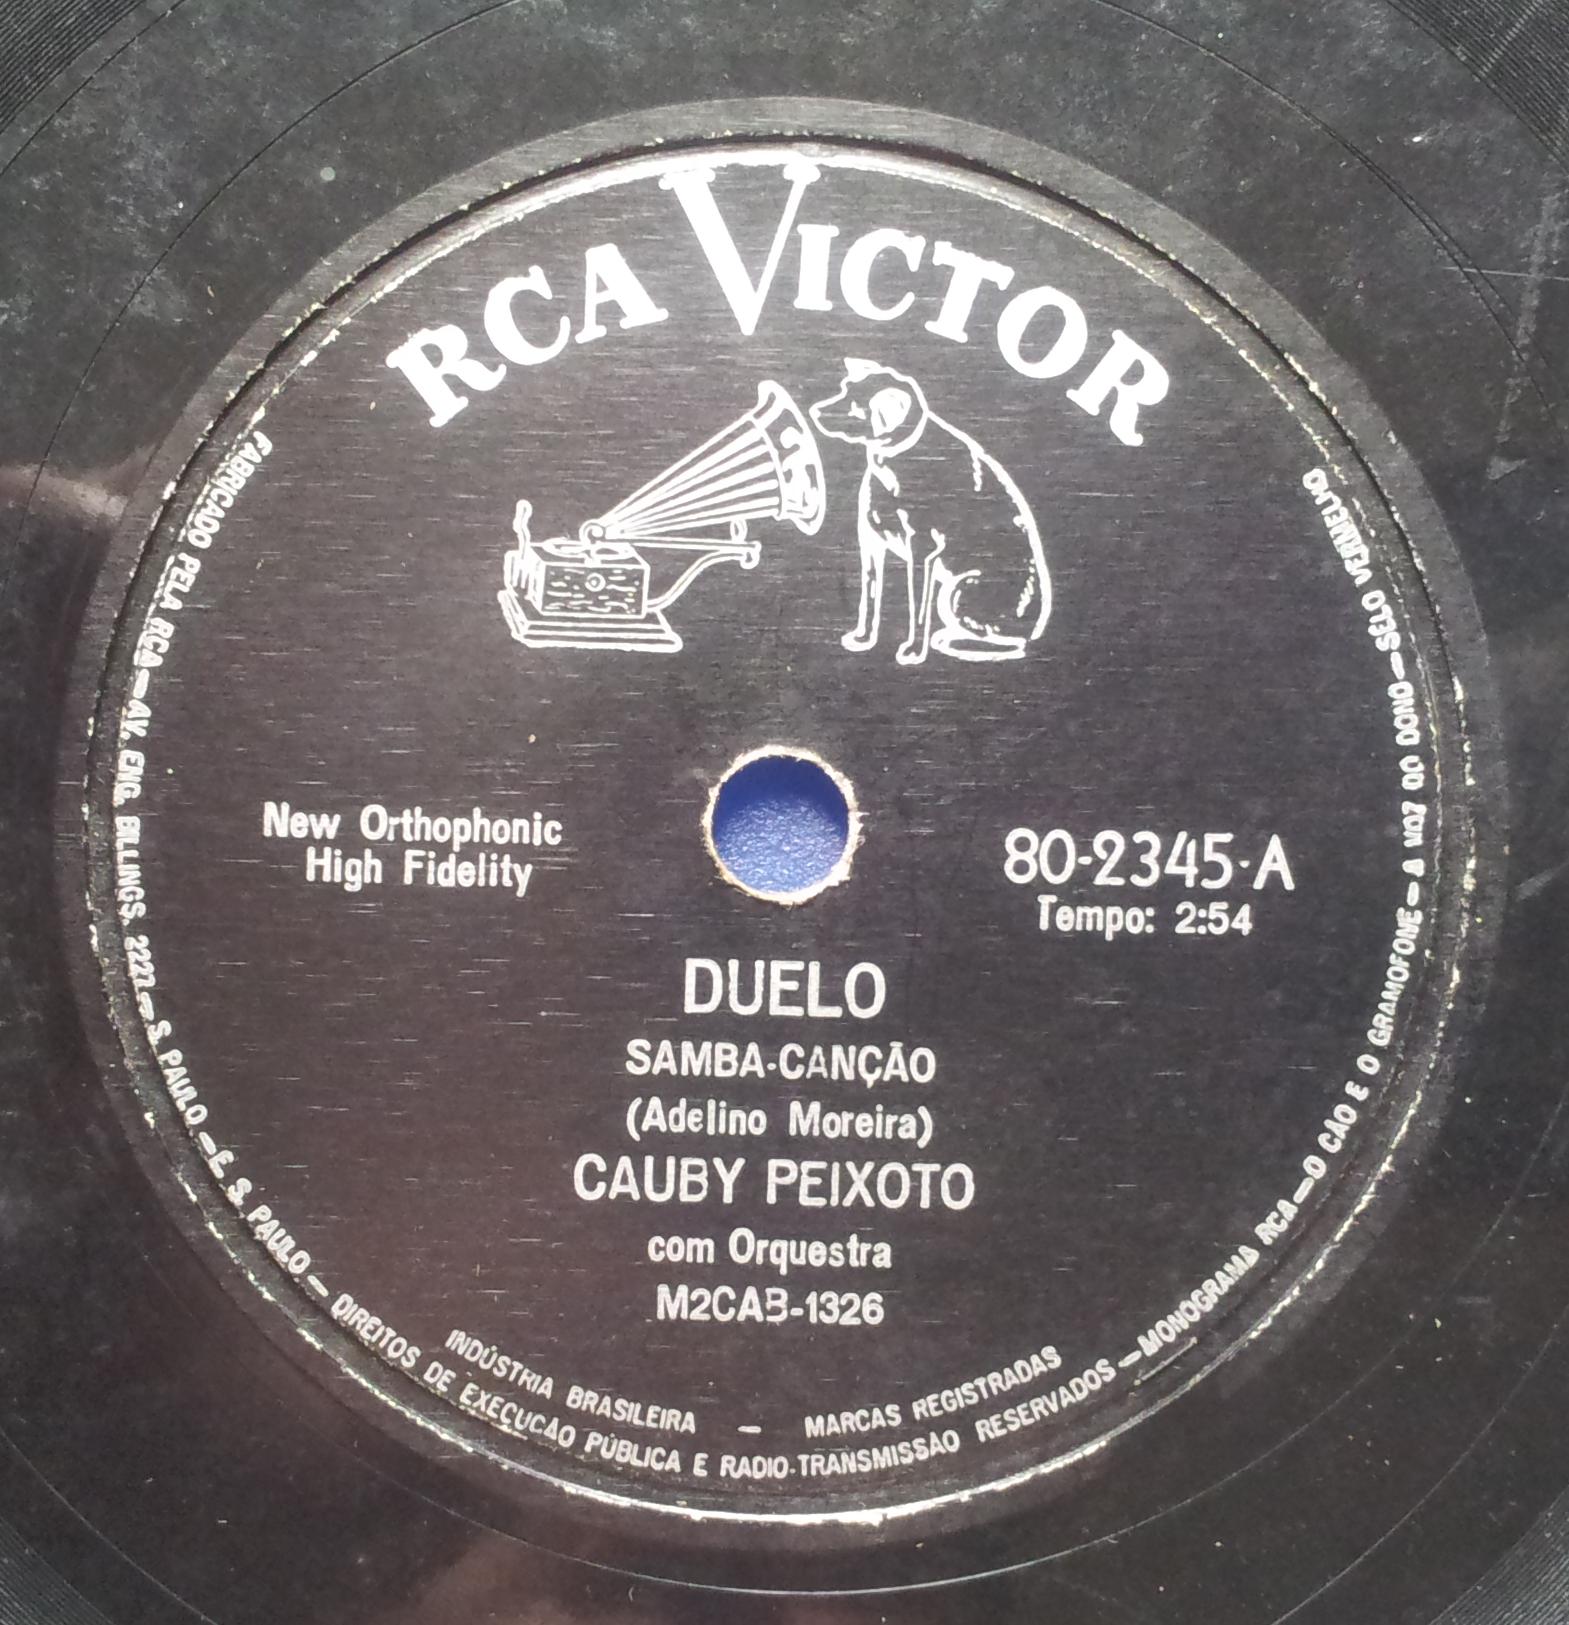 RCA VICTOR
New Orthophonic
High Fidelity
80-2345-A
Tempo: 2:54
DUELO
SAMBA-CANÇÃO
(Adelino Moreira)
CAUBY PEIXOTO
com Orquestra
M2CAB-1326
INDÚSTRIA BRASILEIRA — MARCAS REGISTRADAS
FABRICADO PELA RCA—AV. ENG. BILLINGS, 2227—S. PAULO—E. S. PAULO— DIREITOS DE EXECUCÃO PÚBLICA E RADIO-TRANSMISSÃO RESERVADOS —MONOGRAMA RCA—O CÃO E O GRAMOFONE—A VOZ DO DONO—SELO VERMELHO